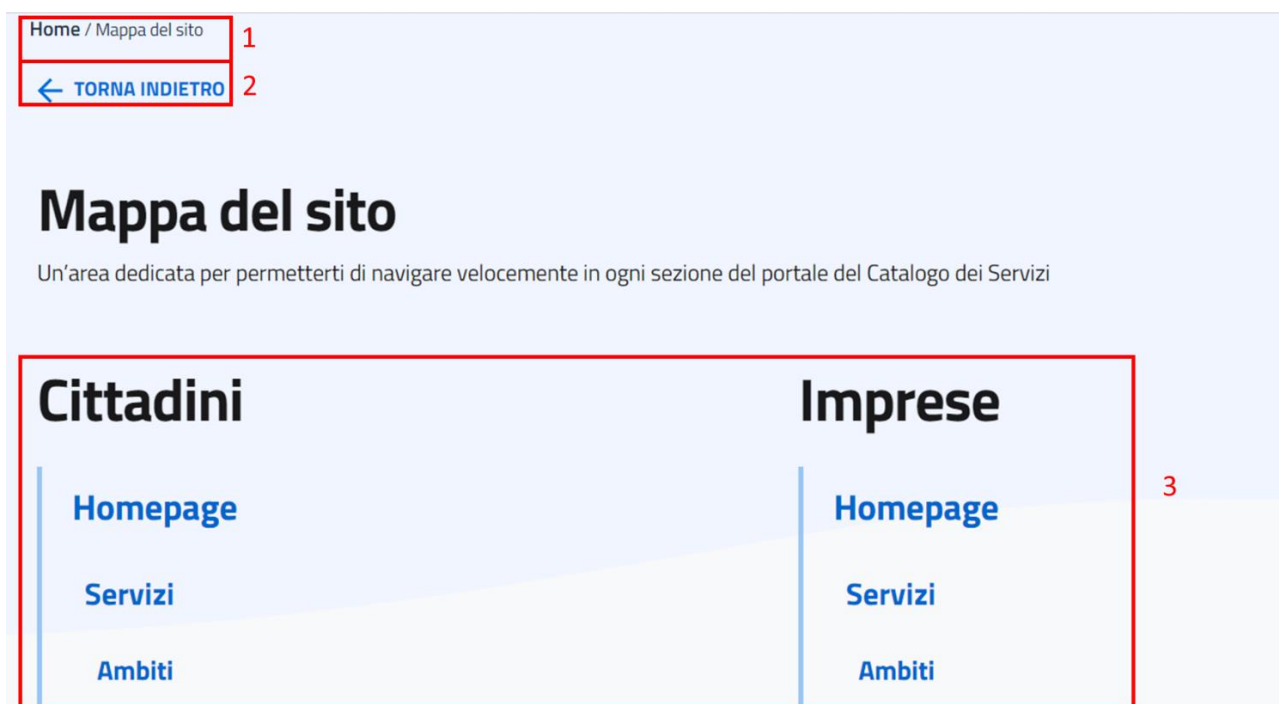 Home / Mappa del sito
1
← TORNA INDIETRO
2
Mappa del sito
Un'area dedicata per permetterti di navigare velocemente in ogni sezione del portale del Catalogo dei Servizi
Cittadini
Homepage
Servizi
Ambiti
Imprese
Homepage
Servizi
Ambiti
3